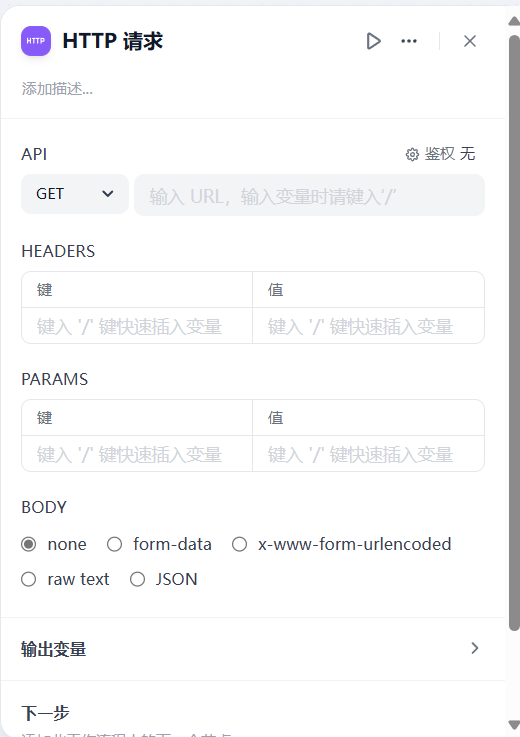 HTTP HTTP 请求
添加描述...
API 鉴权 无
GET 输入 URL，输入变量时请键入‘/’
HEADERS
键 值
键入 '/' 键快速插入变量 键入 '/' 键快速插入变量
PARAMS
键 值
键入 '/' 键快速插入变量 键入 '/' 键快速插入变量
BODY
none form-data x-www-form-urlencoded
raw text JSON
输出变量
下一步